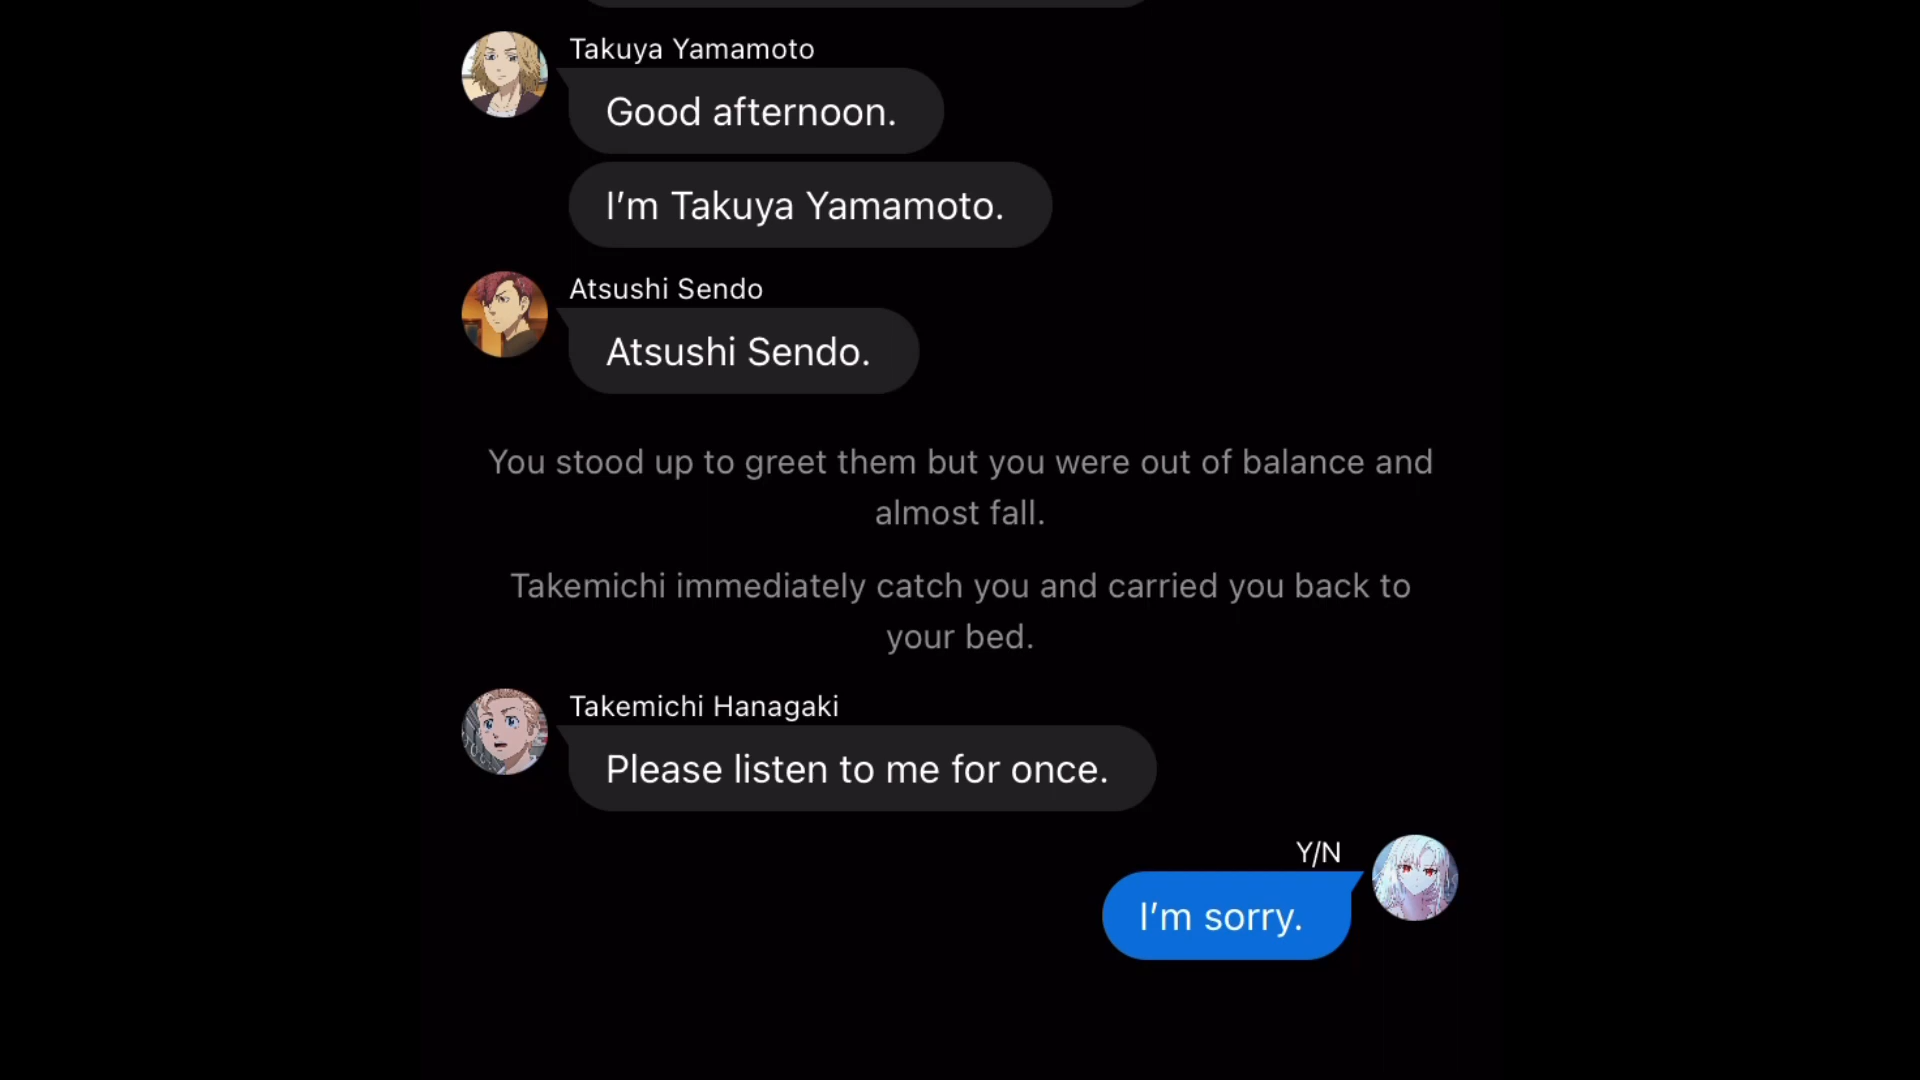 Takuya Yamamoto
Good afternoon.
I’m Takuya Yamamoto.
Atsushi Sendo
Atsushi Sendo.
You stood up to greet them but you were out of balance and
almost fall.
Takemichi immediately catch you and carried you back to
your bed.
Takemichi Hanagaki
Please listen to me for once.
Y/N
I’m sorry.